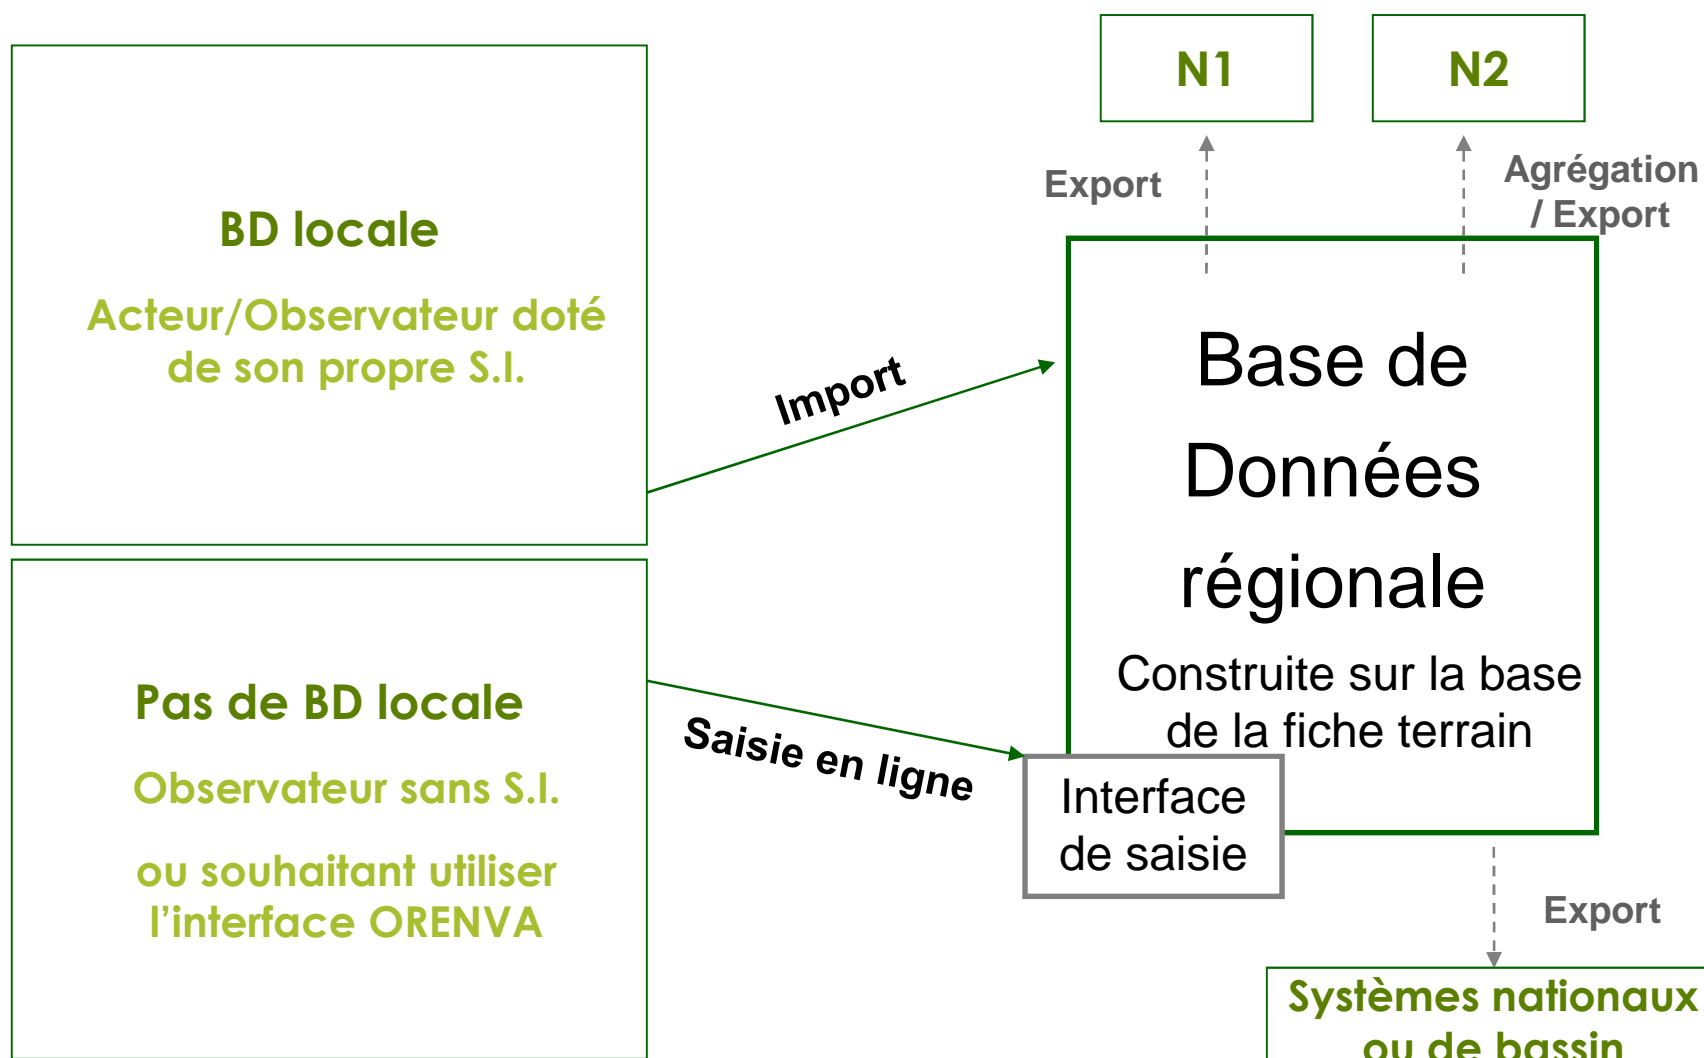 N1
N2
Export
Agrégation
/ Export
BD locale
Acteur/Observateur doté
de son propre S.I.
Import
Base de
Données
régionale
Construite sur la base
de la fiche terrain
Pas de BD locale
Observateur sans S.I.
ou souhaitant utiliser
l’interface ORENVA
Saisie en ligne
Interface
de saisie
Export
Systèmes nationaux
ou de bassin